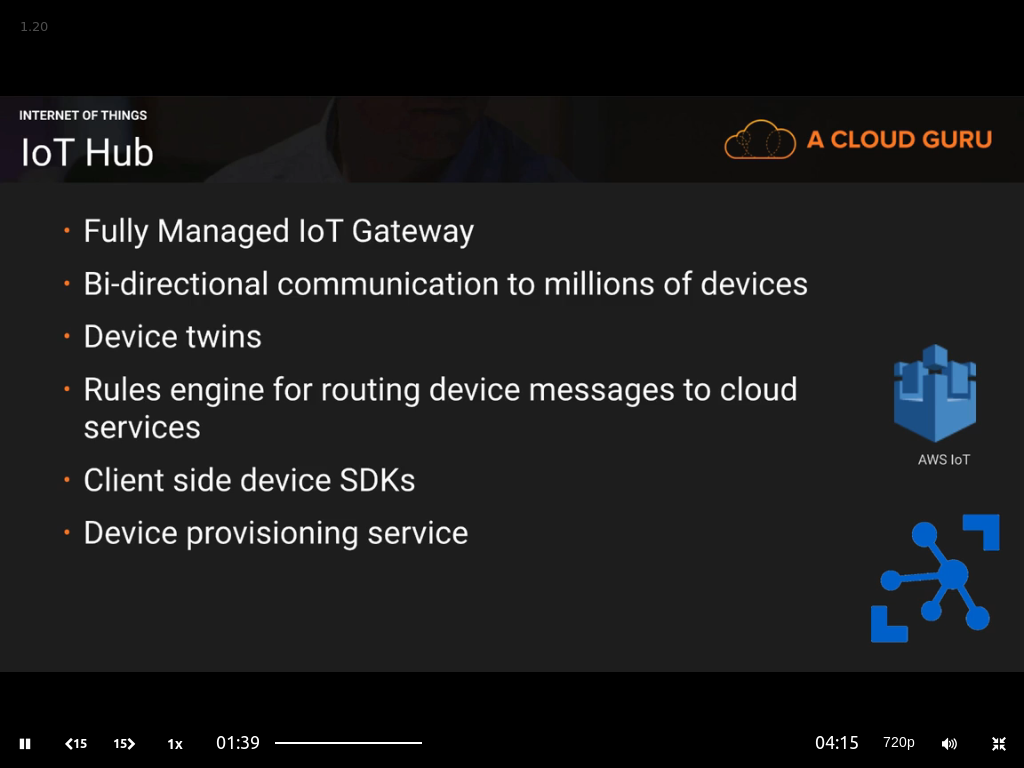 1.20
INTERNET OF THINGS
IoT Hub
A CLOUD GURU
• Fully Managed IoT Gateway
• Bi-directional communication to millions of devices
• Device twins
• Rules engine for routing device messages to cloud
services
AWS IoT
• Client side device SDKs
• Device provisioning service
15 15 1x 01:39 04:15 720p